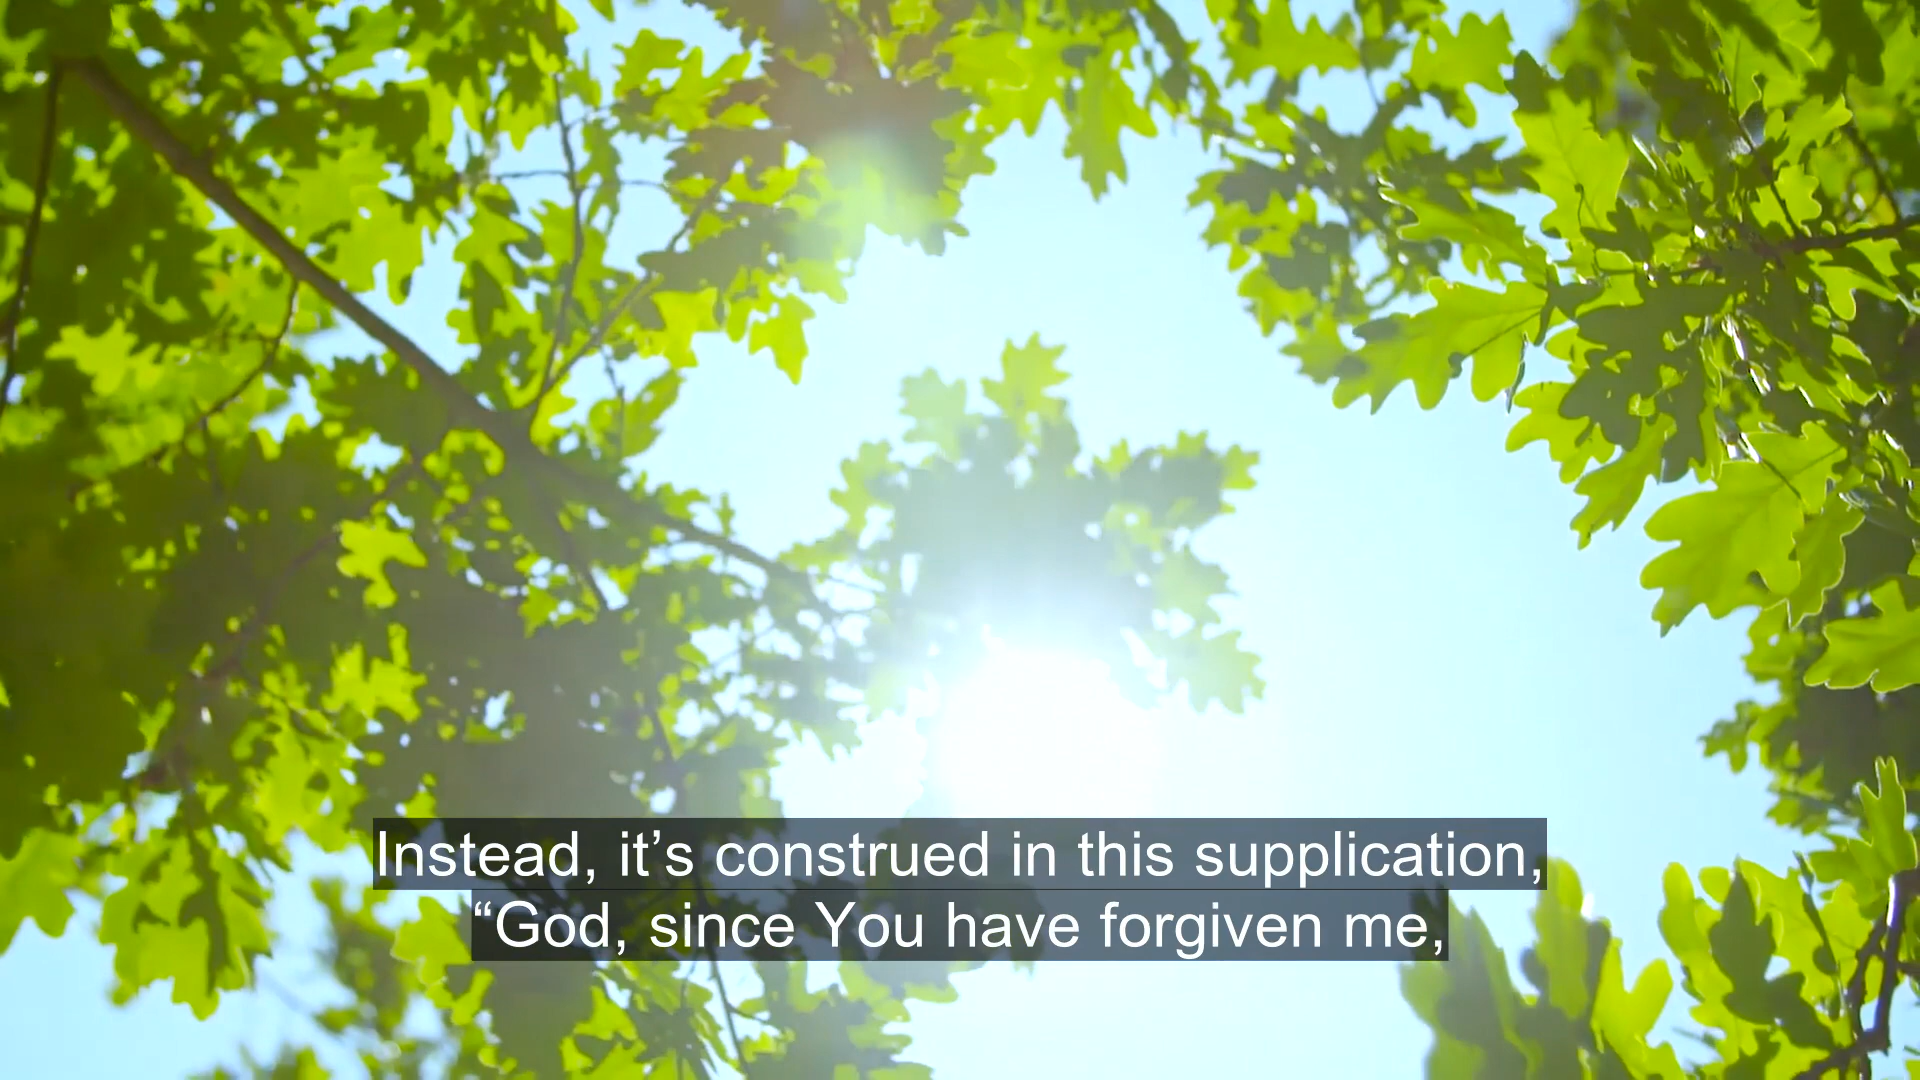 Instead, it’s construed in this supplication,
“God, since You have forgiven me,